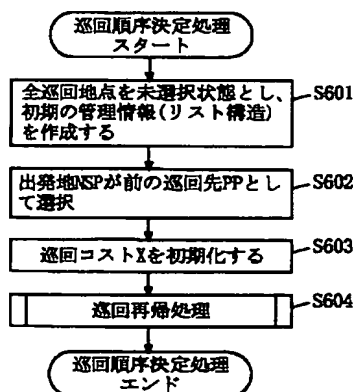 巡回順序決定処理
スタート
全巡回地点を未選択状態とし、
初期の管理情報(リスト構造)
を作成する
S601
出発地NSPが前の巡回先PPとし
て選択
S602
巡回コストXを初期化する
S603
巡回再帰処理
S604
巡回順序決定処理
エンド